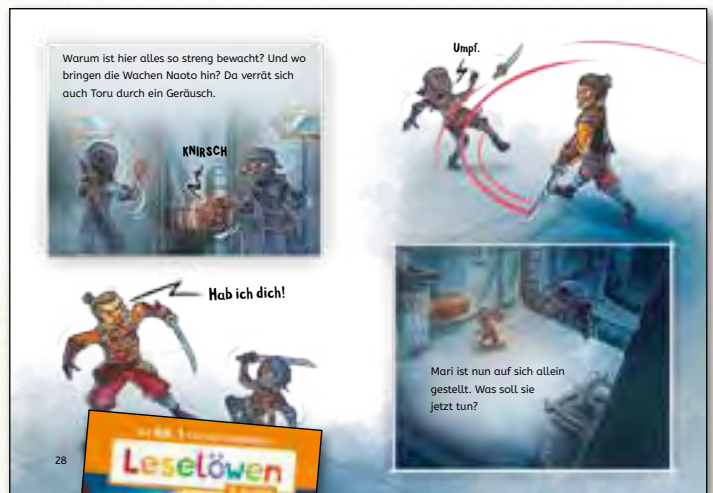 Warum ist hier alles so streng bewacht? Und wo
bringen die Wachen Naoto hin? Da verrät sich
auch Toru durch ein Geräusch.
KNIRSCH
Hab ich dich!
28
Leselöwen
Umpf.
Mari ist nun auf sich allein
gestellt. Was soll sie
jetzt tun?